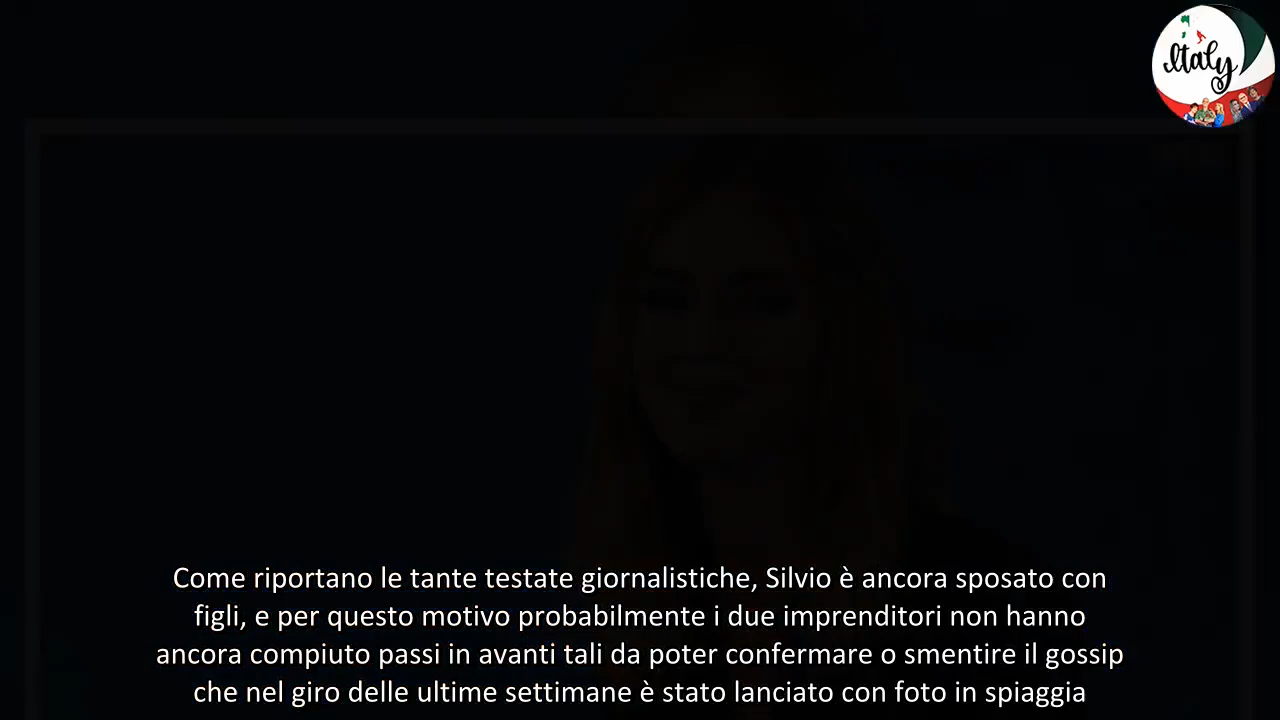 Italy
Come riportano le tante testate giornalistiche, Silvio è ancora sposato con
figli, e per questo motivo probabilmente i due imprenditori non hanno
ancora compiuto passi in avanti tali da poter confermare o smentire il gossip
che nel giro delle ultime settimane è stato lanciato con foto in spiaggia